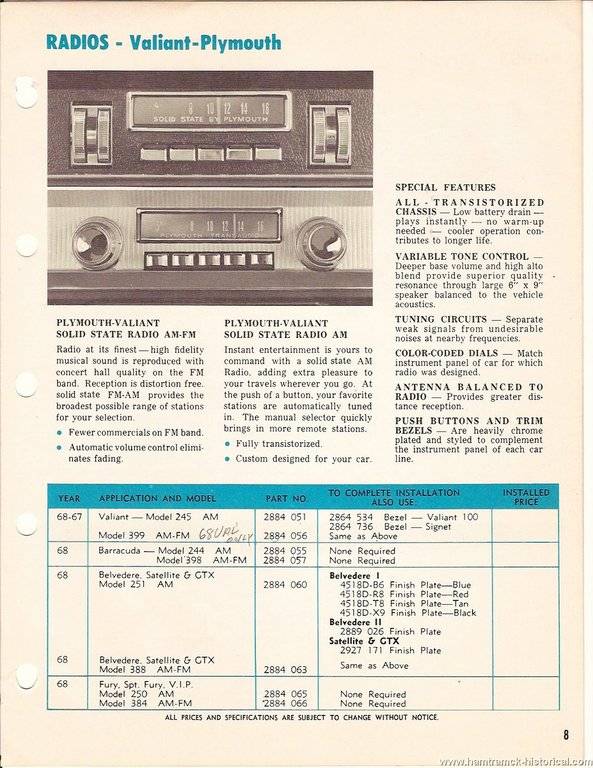 RADIOS - Valiant-Plymouth
8 10 12 14 16
SOLID STATE BY PLYMOUTH
8 10 12 14 16
PLYMOUTH TRANSAUDIO
SPECIAL FEATURES
ALL - TRANSISTORIZED
CHASSIS — Low battery drain —
plays instantly — no warm-up
needed — cooler operation con-
tributes to longer life.
VARIABLE TONE CONTROL —
Deeper base volume and high alto
blend provide superior quality
resonance through large 6" x 9"
speaker balanced to the vehicle
acoustics.
TUNING CIRCUITS — Separate
weak signals from undesirable
noises at nearby frequencies.
COLOR-CODED DIALS — Match
instrument panel of car for which
radio was designed.
ANTENNA BALANCED TO
RADIO — Provides greater dis-
tance reception.
PUSH BUTTONS AND TRIM
BEZELS — Are heavily chrome
plated and styled to complement
the instrument panel of each car
line.
PLYMOUTH-VALIANT
SOLID STATE RADIO AM-FM
Radio at its finest — high fidelity
musical sound is reproduced with
concert hall quality on the FM
band. Reception is distortion free.
solid state FM-AM provides the
broadest possible range of stations
for your selection.
• Fewer commercials on FM band.
• Automatic volume control elimi-
nates fading.
PLYMOUTH-VALIANT
SOLID STATE RADIO AM
Instant entertainment is yours to
command with a solid state AM
Radio, adding extra pleasure to
your travels wherever you go. At
the push of a button, your favorite
stations are automatically tuned
in. The manual selector quickly
brings in more remote stations.
• Fully transistorized.
• Custom designed for your car.
YEAR APPLICATION AND MODEL PART NO. TO COMPLETE INSTALLATION ALSO USE: INSTALLED PRICE
68-67 Valiant — Model 245 AM 2884 051 2864 534 Bezel — Valiant 100
2864 736 Bezel — Signet
Model 399 AM-FM 68 VAL ONLY 2884 056 Same as Above
68 Barracuda — Model 244 AM 2884 055 None Required
Model 398 AM-FM 2884 057 None Required
68 Belvedere, Satellite & GTX
Model 251 AM 2884 060 Belvedere I
4518D-B6 Finish Plate—Blue
4518D-R8 Finish Plate—Red
4518D-T8 Finish Plate—Tan
4518D-X9 Finish Plate—Black
Belvedere II
2889 026 Finish Plate
Satellite & GTX
2927 171 Finish Plate
68 Belvedere, Satellite & GTX
Model 388 AM-FM 2884 063 Same as Above
68 Fury, Spt. Fury, V.I.P.
Model 250 AM 2884 065 None Required
Model 384 AM-FM 2884 066 None Required
ALL PRICES AND SPECIFICATIONS ARE SUBJECT TO CHANGE WITHOUT NOTICE.
8
www.hamtramck-historical.com